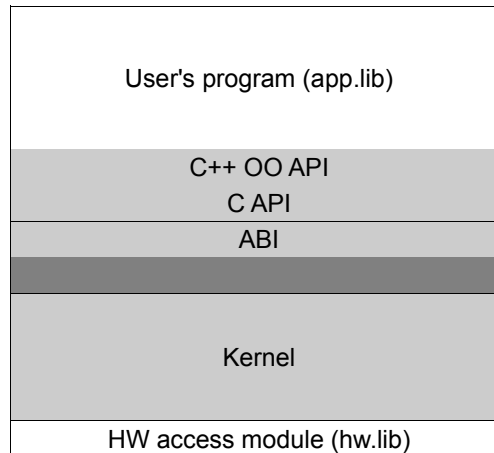 User's program (app.lib)
C++ OO API
C API
ABI
Kernel
HW access module (hw.lib)